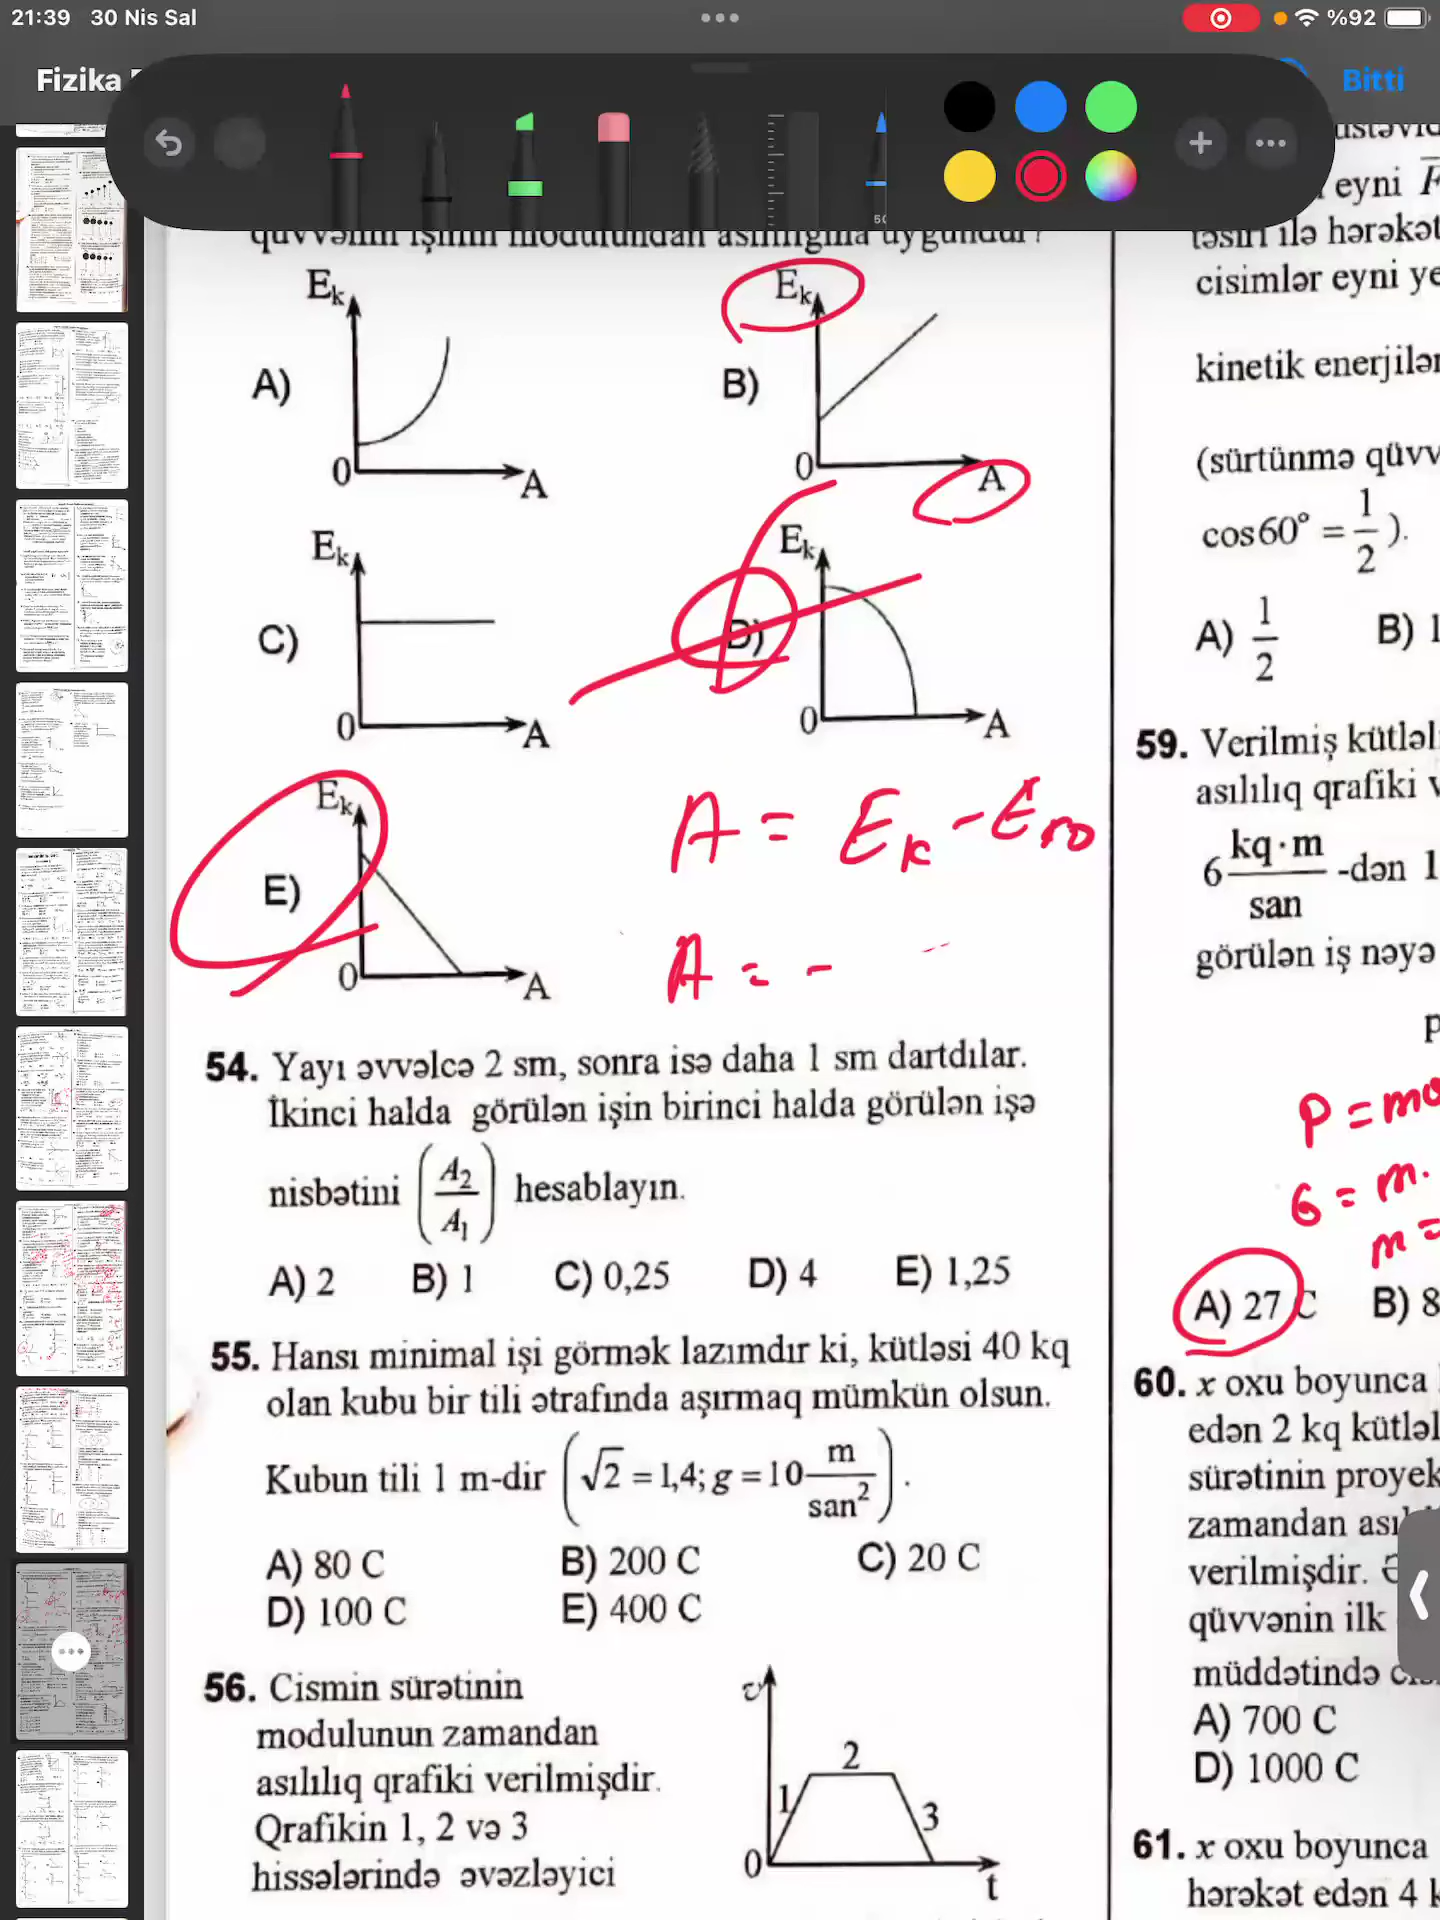 21:39 30 Nis Sal
%92
Fizika
Bitti
50
eyni F
təsiri ilə hərəkət
cisimlər eyni ye
kinetik enerjilər
(sürtünmə qüvv
cos60° = 1/2 ).
A) 1/2 B) 1
qüvvənin işinin modulundan asılılığına uyğundur?
A) Ek 0 A
B) Ek 0 A
C) Ek 0 A
D) Ek 0 A
E) Ek 0 A
A = Ek - Eko
A = -
54. Yayı əvvəlcə 2 sm, sonra isə daha 1 sm dartdılar.
İkinci halda görülən işin birinci halda görülən işə
nisbətini (A2/A1) hesablayın.
A) 2 B) 1 C) 0,25 D) 4 E) 1,25
55. Hansı minimal işi görmək lazımdır ki, kütləsi 40 kq
olan kubu bir tili ətrafında aşırmaq mümkün olsun.
Kubun tili 1 m-dir (√2 = 1,4; g = 10 m/san²).
A) 80 C B) 200 C C) 20 C
D) 100 C E) 400 C
56. Cismin sürətinin
modulunun zamandan
asılılıq qrafiki verilmişdir.
Qrafikin 1, 2 və 3
hissələrində əvəzləyici
v 1 2 3 0 t
59. Verilmiş kütləl
asılılıq qrafiki v
6 kq·m/san -dən 1
görülən iş nəyə
p
P = m
6 = m.
m =
A) 27 C B) 8
60. x oxu boyunca
edən 2 kq kütləl
sürətinin proyek
zamandan ası
verilmişdir.
qüvvənin ilk
müddətində
A) 700 C
D) 1000 C
61. x oxu boyunca
hərəkət edən 4 k